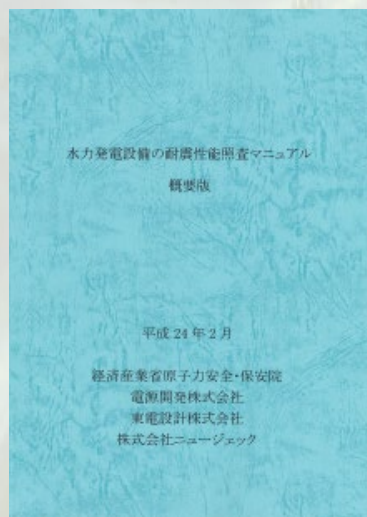 水力発電設備の耐震性能照査マニュアル
概要版
平成24年2月
経済産業省原子力安全・保安院
電源開発株式会社
東電設計株式会社
株式会社ニュージェック